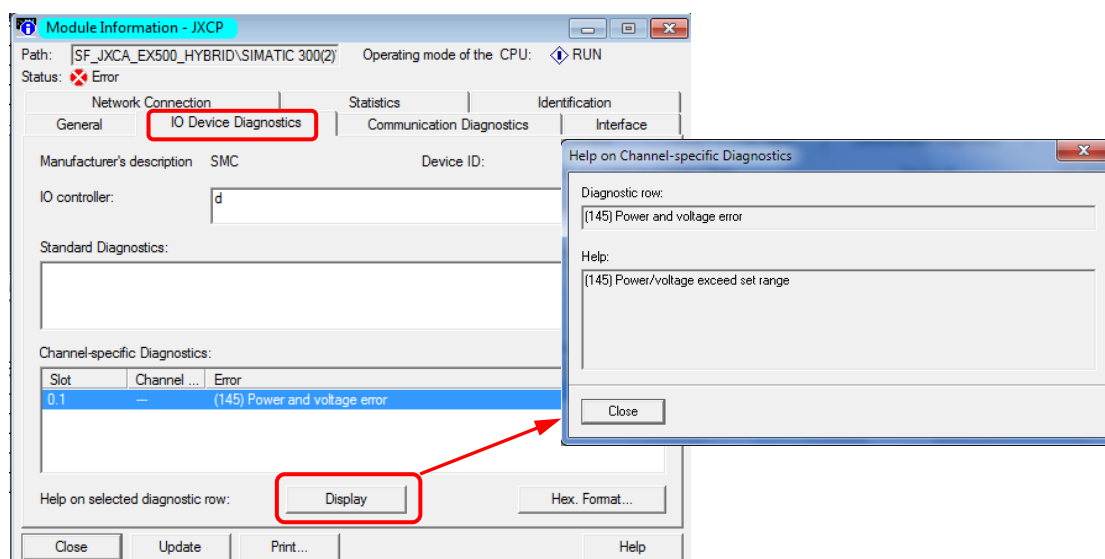 Module Information - JXCP
Path: SF_JXCA_EX500_HYBRID\SIMATIC 300(2)\ Operating mode of the CPU: RUN
Status: Error
Network Connection Statistics Identification
General IO Device Diagnostics Communication Diagnostics Interface
Manufacturer's description SMC Device ID:
IO controller: d
Standard Diagnostics:
Channel-specific Diagnostics:
Slot Channel ... Error
0.1 --- (145) Power and voltage error
Help on selected diagnostic row: Display Hex. Format...
Close Update Print... Help
Help on Channel-specific Diagnostics
Diagnostic row:
(145) Power and voltage error
Help:
(145) Power/voltage exceed set range
Close